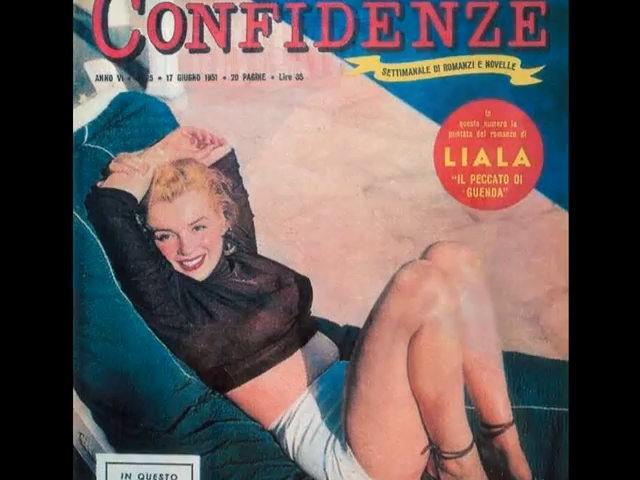 CONFIDENZE
SETTIMANALE DI ROMANZI E NOVELLE
ANNO VI • • 17 GIUGNO 1951 • 20 PAGINE • Lire 35
In
questo numero la
puntata del romanzo di
LIALA
"IL PECCATO DI
GUENDA"
IN QUESTO